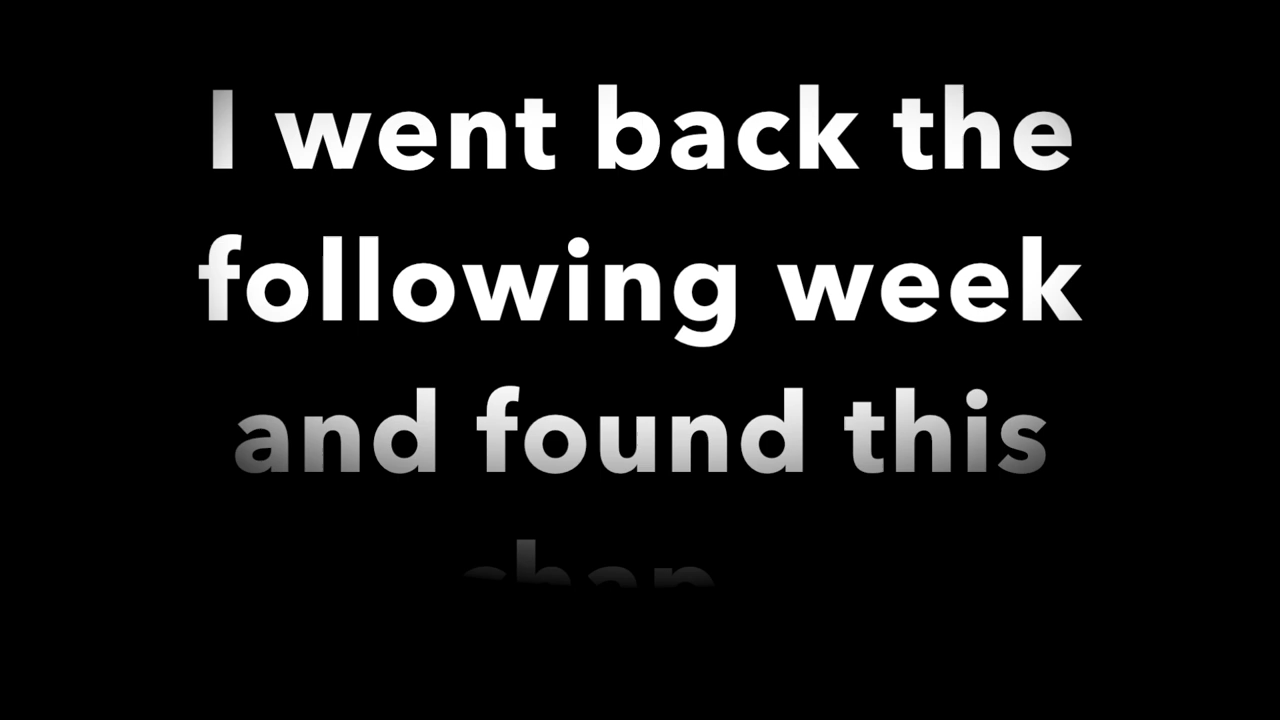 I went back the
following week
and found this